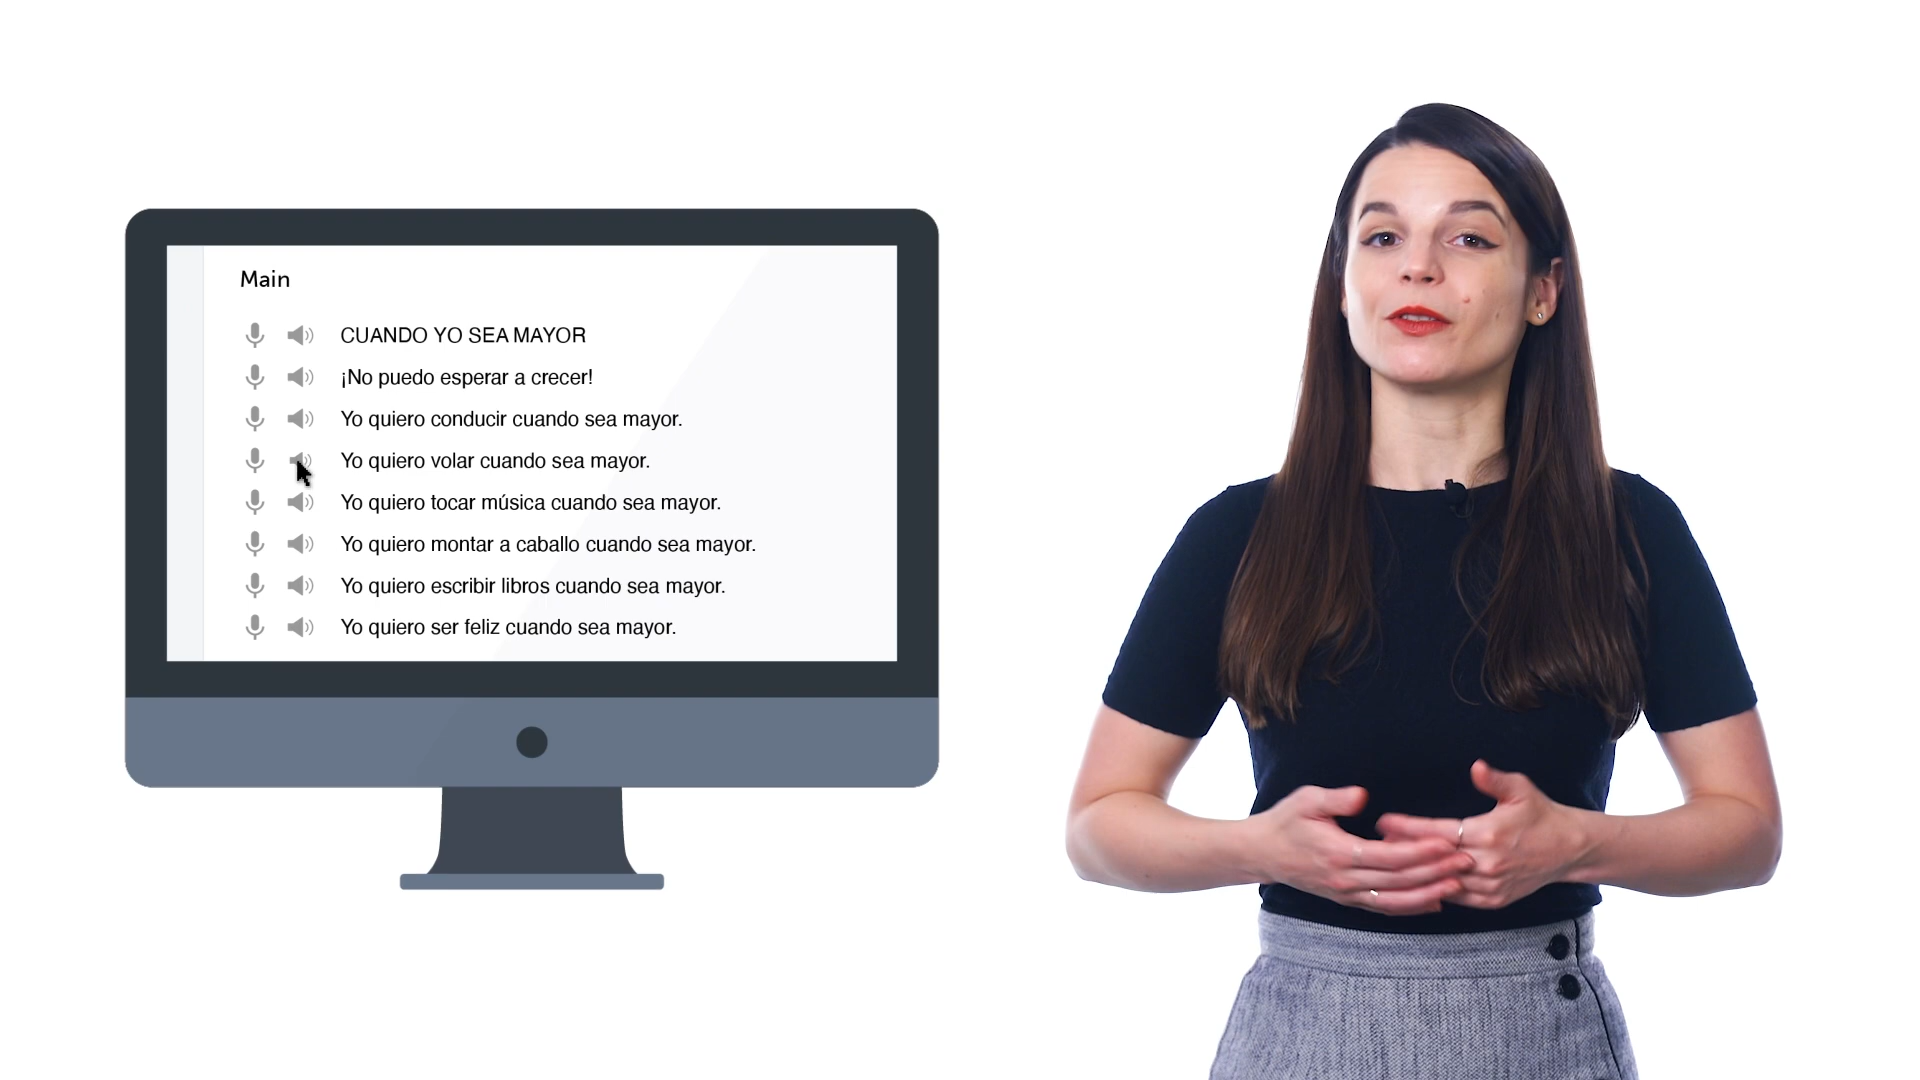 Main
CUANDO YO SEA MAYOR
¡No puedo esperar a crecer!
Yo quiero conducir cuando sea mayor.
Yo quiero volar cuando sea mayor.
Yo quiero tocar música cuando sea mayor.
Yo quiero montar a caballo cuando sea mayor.
Yo quiero escribir libros cuando sea mayor.
Yo quiero ser feliz cuando sea mayor.